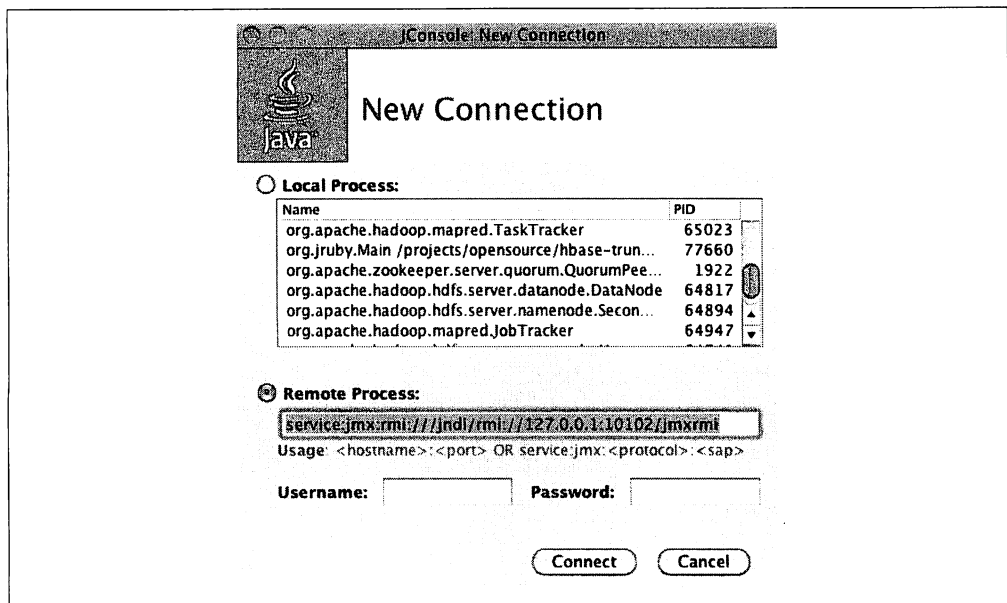 JConsole: New Connection
Java
New Connection
Local Process:
Name PID
org.apache.hadoop.mapred.TaskTracker 65023
org.jruby.Main /projects/opensource/hbase-trun... 77660
org.apache.zookeeper.server.quorum.QuorumPee... 1922
org.apache.hadoop.hdfs.server.datanode.DataNode 64817
org.apache.hadoop.hdfs.server.namenode.Secon... 64894
org.apache.hadoop.mapred.JobTracker 64947
Remote Process:
service:jmx:rmi:///jndi/rmi://127.0.0.1:10102/jmxrmi
Usage: <hostname>:<port> OR service:jmx:<protocol>:<sap>
Username: Password:
Connect Cancel